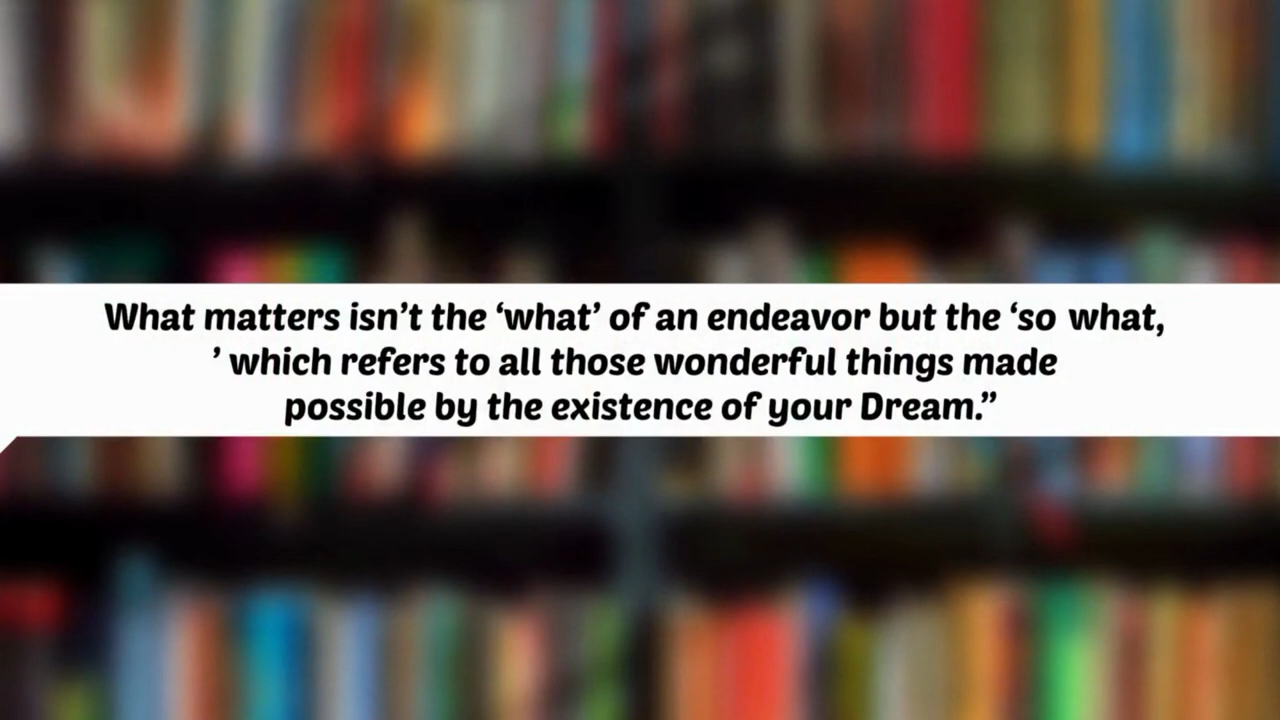 What matters isn’t the ‘what’ of an endeavor but the ‘so what,
’ which refers to all those wonderful things made
possible by the existence of your Dream.”